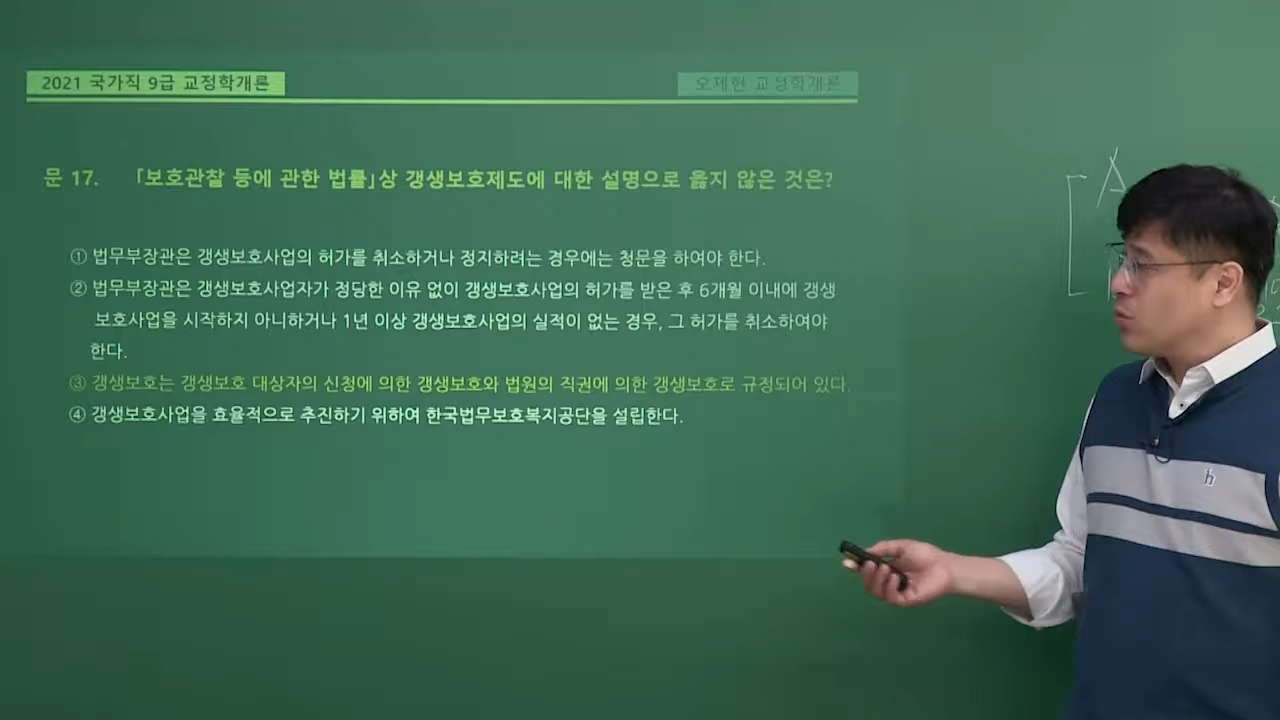 2021 국가직 9급 교정학개론
오제현 교정학개론
문 17. 「보호관찰 등에 관한 법률」상 갱생보호제도에 대한 설명으로 옳지 않은 것은?
① 법무부장관은 갱생보호사업의 허가를 취소하거나 정지하려는 경우에는 청문을 하여야 한다.
② 법무부장관은 갱생보호사업자가 정당한 이유 없이 갱생보호사업의 허가를 받은 후 6개월 이내에 갱생
보호사업을 시작하지 아니하거나 1년 이상 갱생보호사업의 실적이 없는 경우, 그 허가를 취소하여야
한다.
③ 갱생보호는 갱생보호 대상자의 신청에 의한 갱생보호와 법원의 직권에 의한 갱생보호로 규정되어 있다.
④ 갱생보호사업을 효율적으로 추진하기 위하여 한국법무보호복지공단을 설립한다.
A
h